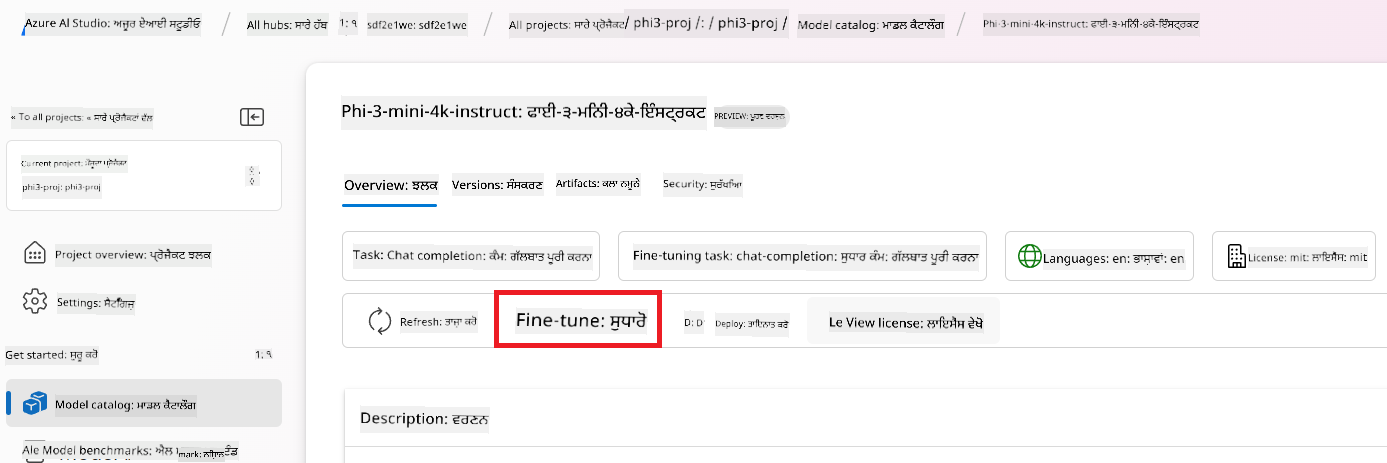 Azure AI Studio: ਅਜ਼ੂਰ ਏਆਈ ਸਟੂਡੀਓ / All hubs: ਸਾਰੇ ਹੱਬ 1: ੧ sdf2e1we: sdf2e1we / All projects: ਸਾਰੇ ਪ੍ਰੋਜੈਕਟ/ phi3-proj /: / phi3-proj / Model catalog: ਮਾਡਲ ਕੈਟਾਲੌਗ / Phi-3-mini-4k-instruct: ਫਾਈ-੩-ਮਿਨੀ-੪ਕੇ-ਇੰਸਟ੍ਰਕਟ
« To all projects: « ਸਾਰੇ ਪ੍ਰੋਜੈਕਟਾਂ ਵੱਲ
Current project: ਮੌਜੂਦਾ ਪ੍ਰੋਜੈਕਟ
phi3-proj: phi3-proj
Project overview: ਪ੍ਰੋਜੈਕਟ ਝਲਕ
Settings: ਸੈਟਿੰਗਜ਼
Get started: ਸ਼ੁਰੂ ਕਰੋ 1: ੧
Model catalog: ਮਾਡਲ ਕੈਟਾਲੌਗ
Ale Model benchmarks: ਐਲ
Phi-3-mini-4k-instruct: ਫਾਈ-੩-ਮਿਨੀ-੪ਕੇ-ਇੰਸਟ੍ਰਕਟ PREVIEW:
Overview: ਝਲਕ Versions: ਸੰਸਕਰਣ Artifacts: ਕਲਾ ਨਮੂਨੇ Security: ਸੁਰੱਖਿਆ
Task: Chat completion: ਕੰਮ: ਗੱਲਬਾਤ ਪੂਰੀ ਕਰਨਾ
Fine-tuning task: chat-completion: ਸੁਧਾਰ ਕੰਮ: ਗੱਲਬਾਤ ਪੂਰੀ ਕਰਨਾ
Languages: en: ਭਾਸ਼ਾਵਾਂ: en
License: mit: ਲਾਇਸੈਂਸ: mit
Refresh: ਤਾਜ਼ਾ ਕਰੋ Fine-tune: ਸੁਧਾਰੋ D: D Deploy: ਤਾਇਨਾਤ ਕਰੋ Le View license: ਲਾਇਸੈਂਸ ਵੇਖੋ
Description: ਵਰਣਨ